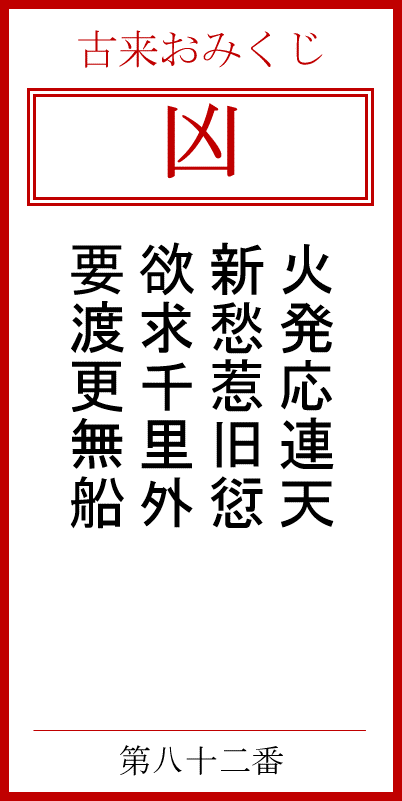 古来おみくじ
凶
火発応連天
新愁惹旧愆
欲求千里外
要渡更無船
第八十二番